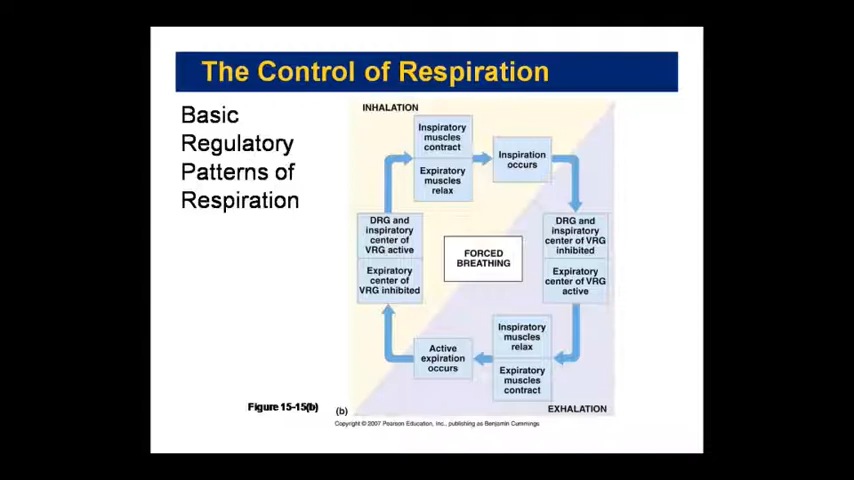 The Control of Respiration
Basic
Regulatory
Patterns of
Respiration
INHALATION
Inspiratory
muscles
contract
Expiratory
muscles
relax
Inspiration
occurs
DRG and
inspiratory
center of
VRG active
Expiratory
center of
VRG inhibited
FORCED
BREATHING
DRG and
inspiratory
center of VRG
inhibited
Expiratory
center of VRG
active
Active
expiration
occurs
Inspiratory
muscles
relax
Expiratory
muscles
contract
Figure 15-15(b)
(b)
EXHALATION
Copyright © 2007 Pearson Education, Inc., publishing as Benjamin Cummings